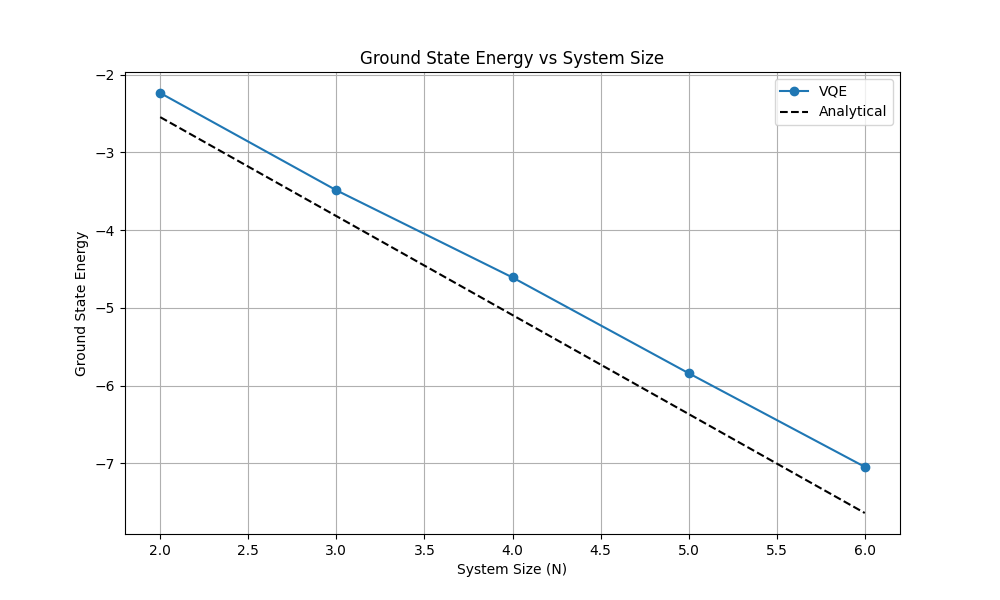 Ground State Energy vs System Size
VQE
Analytical
Ground State Energy
−2
−3
−4
−5
−6
−7
2.0 2.5 3.0 3.5 4.0 4.5 5.0 5.5 6.0
System Size (N)